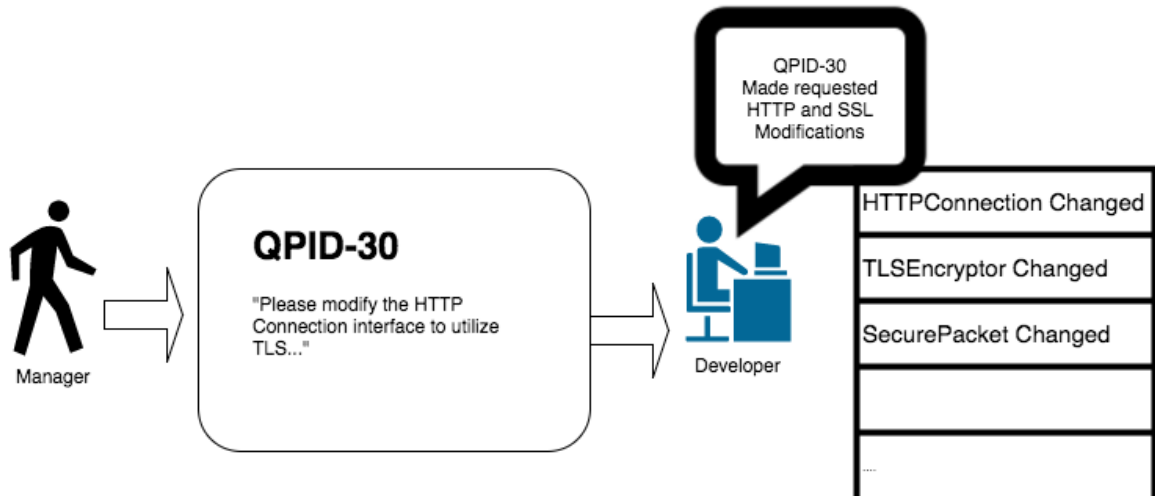 QPID-30
Made requested
HTTP and SSL
Modifications
HTTPConnection Changed
QPID-30
TLSEncryptor Changed
"Please modify the HTTP
Connection interface to utilize
TLS..."
SecurePacket Changed
Manager
Developer
....